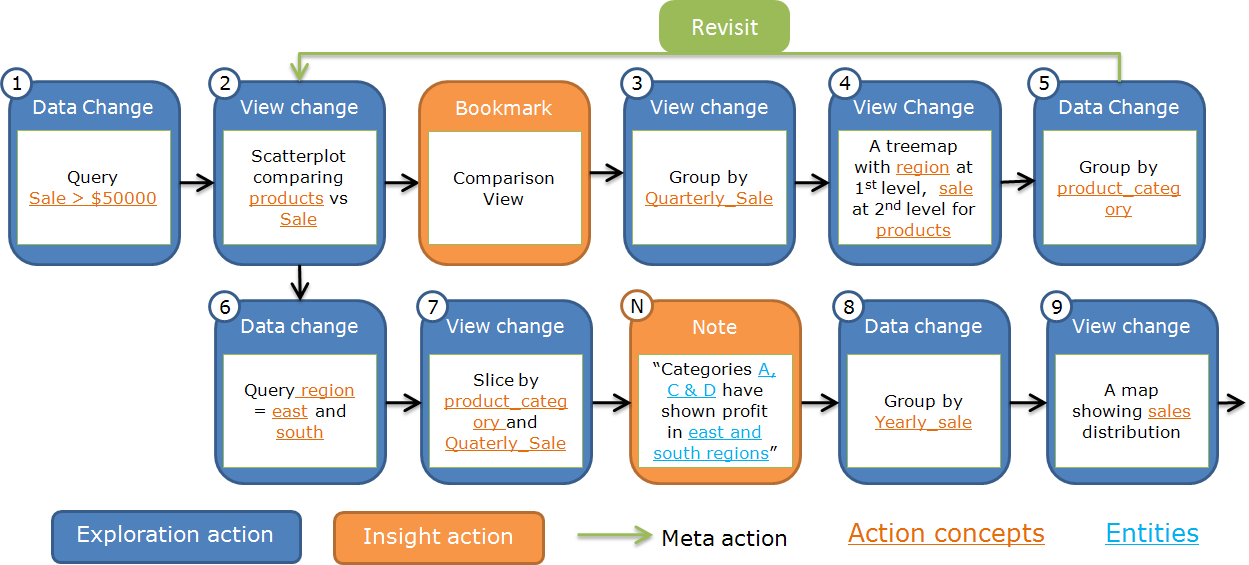 Revisit
1
Data Change
Query
Sale > $50000
2
View change
Scatterplot
comparing
products vs
Sale
Bookmark
Comparison
View
3
View change
Group by
Quarterly_Sale
4
View Change
A treemap
with region at
1st level, sale
at 2nd level for
products
5
Data Change
Group by
product_categ
ory
6
Data change
Query region
= east and
south
7
View change
Slice by
product_categ
ory and
Quaterly_Sale
N
Note
“Categories A,
C & D have
shown profit
in east and
south regions”
8
Data change
Group by
Yearly_sale
9
View change
A map
showing sales
distribution
Exploration action
Insight action
Meta action
Action concepts
Entities